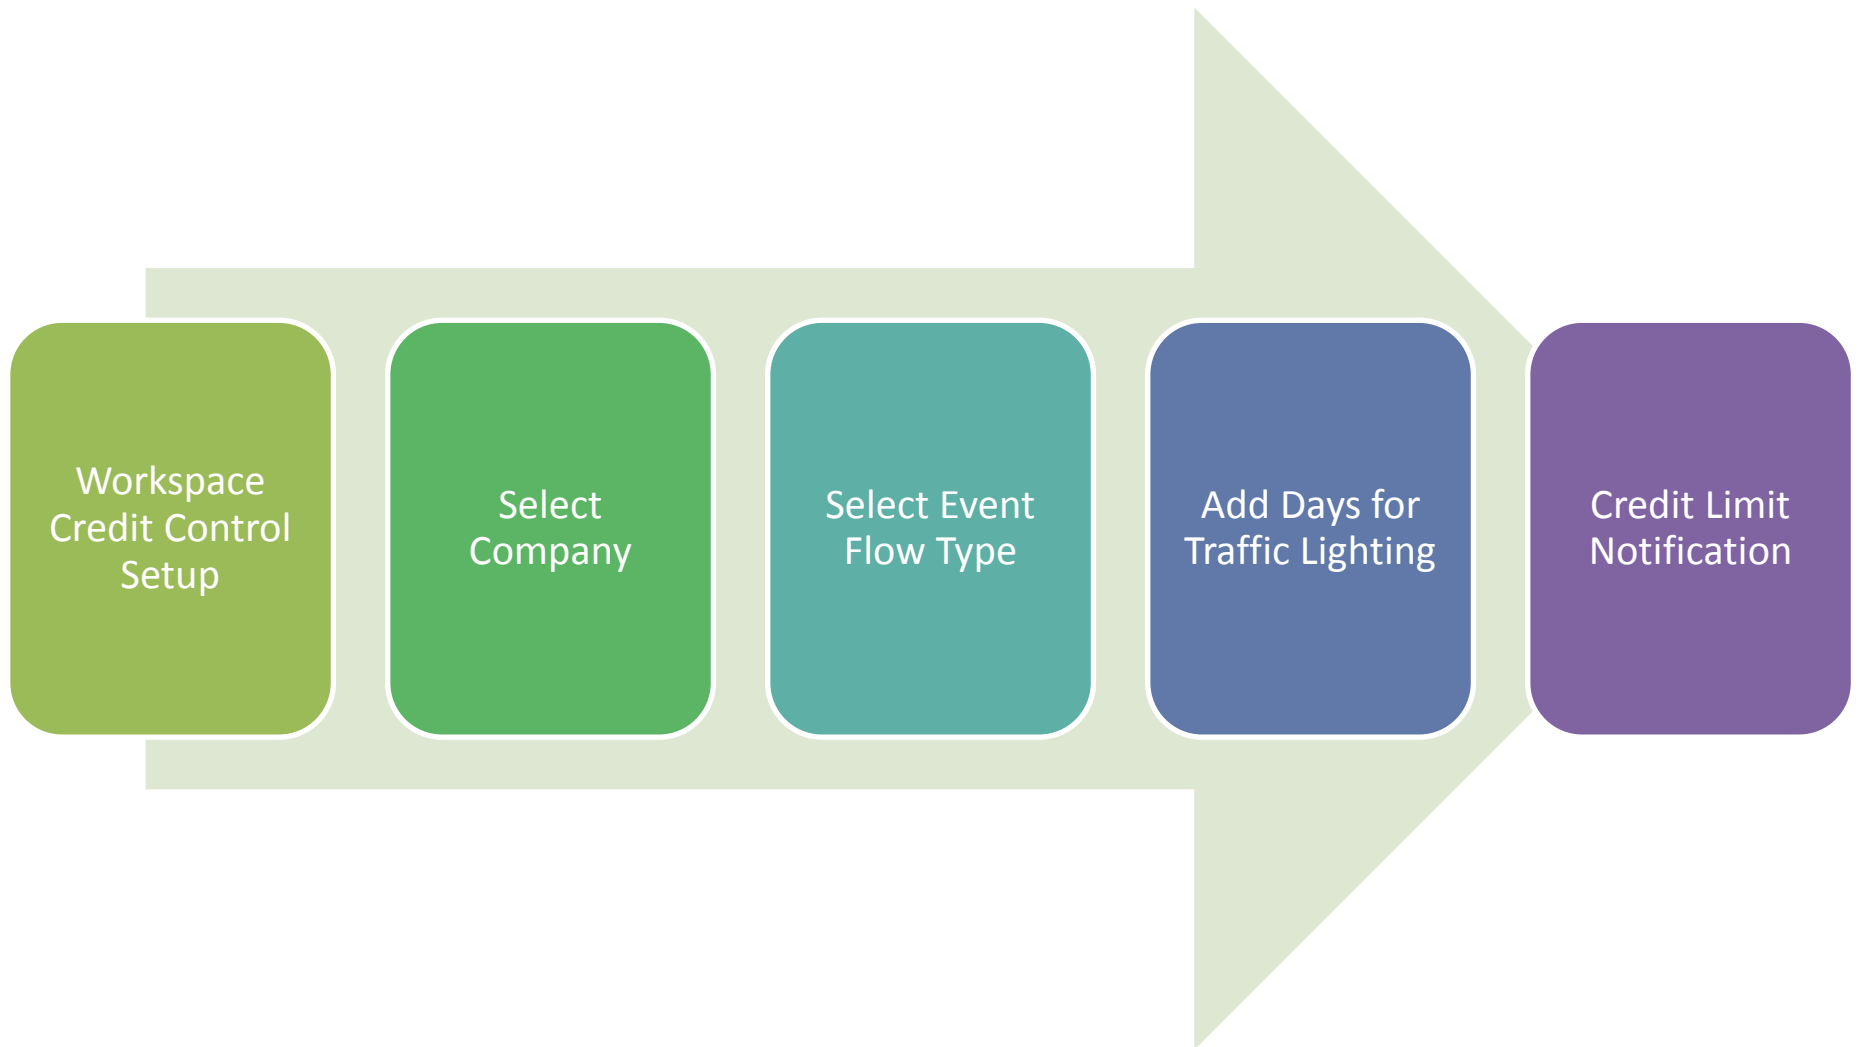 Workspace
Credit Control
Setup
Select
Company
Select Event
Flow Type
Add Days for
Traffic Lighting
Credit Limit
Notification